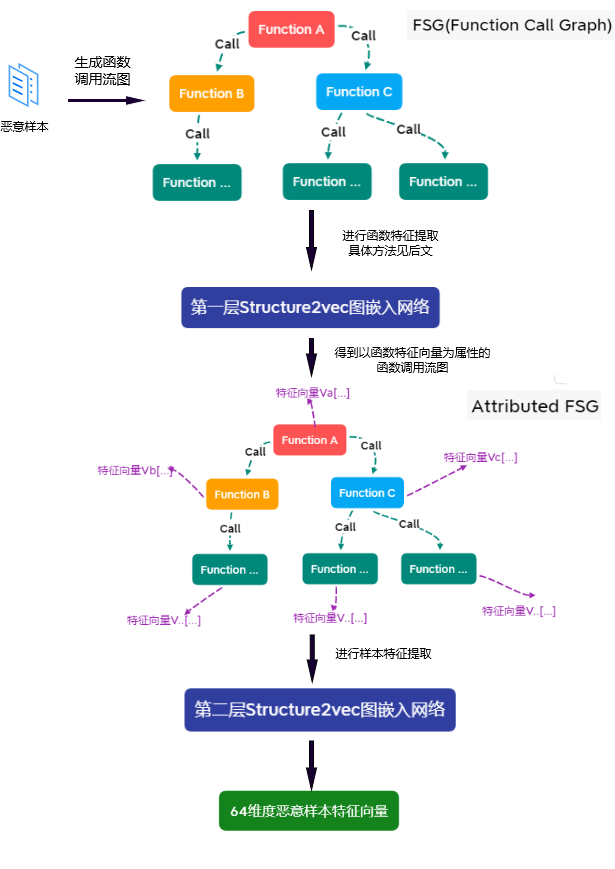 FSG(Function Call Graph)
Function A
Call
Call
生成函数
调用流图
恶意样本
Function B
Function C
Call
Call
Call
Function ...
Function ...
Function ...
进行函数特征提取
具体方法见后文
第一层Structure2vec图嵌入网络
得到以函数特征向量为属性的
函数调用流图
特征向量Va[...]
Attributed FSG
Function A
Call
Call
特征向量Vb[...]
特征向量Vc[...]
Function B
Function C
Call
Call
Call
Function ...
Function ...
Function ...
特征向量V..[...]
特征向量V..[...]
特征向量V..[...]
进行样本特征提取
第二层Structure2vec图嵌入网络
64维度恶意样本特征向量